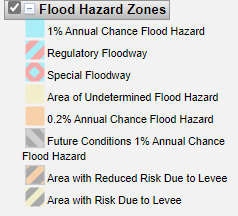 Flood Hazard Zones
1% Annual Chance Flood Hazard
Regulatory Floodway
Special Floodway
Area of Undetermined Flood Hazard
0.2% Annual Chance Flood Hazard
Future Conditions 1% Annual Chance
Flood Hazard
Area with Reduced Risk Due to Levee
Area with Risk Due to Levee